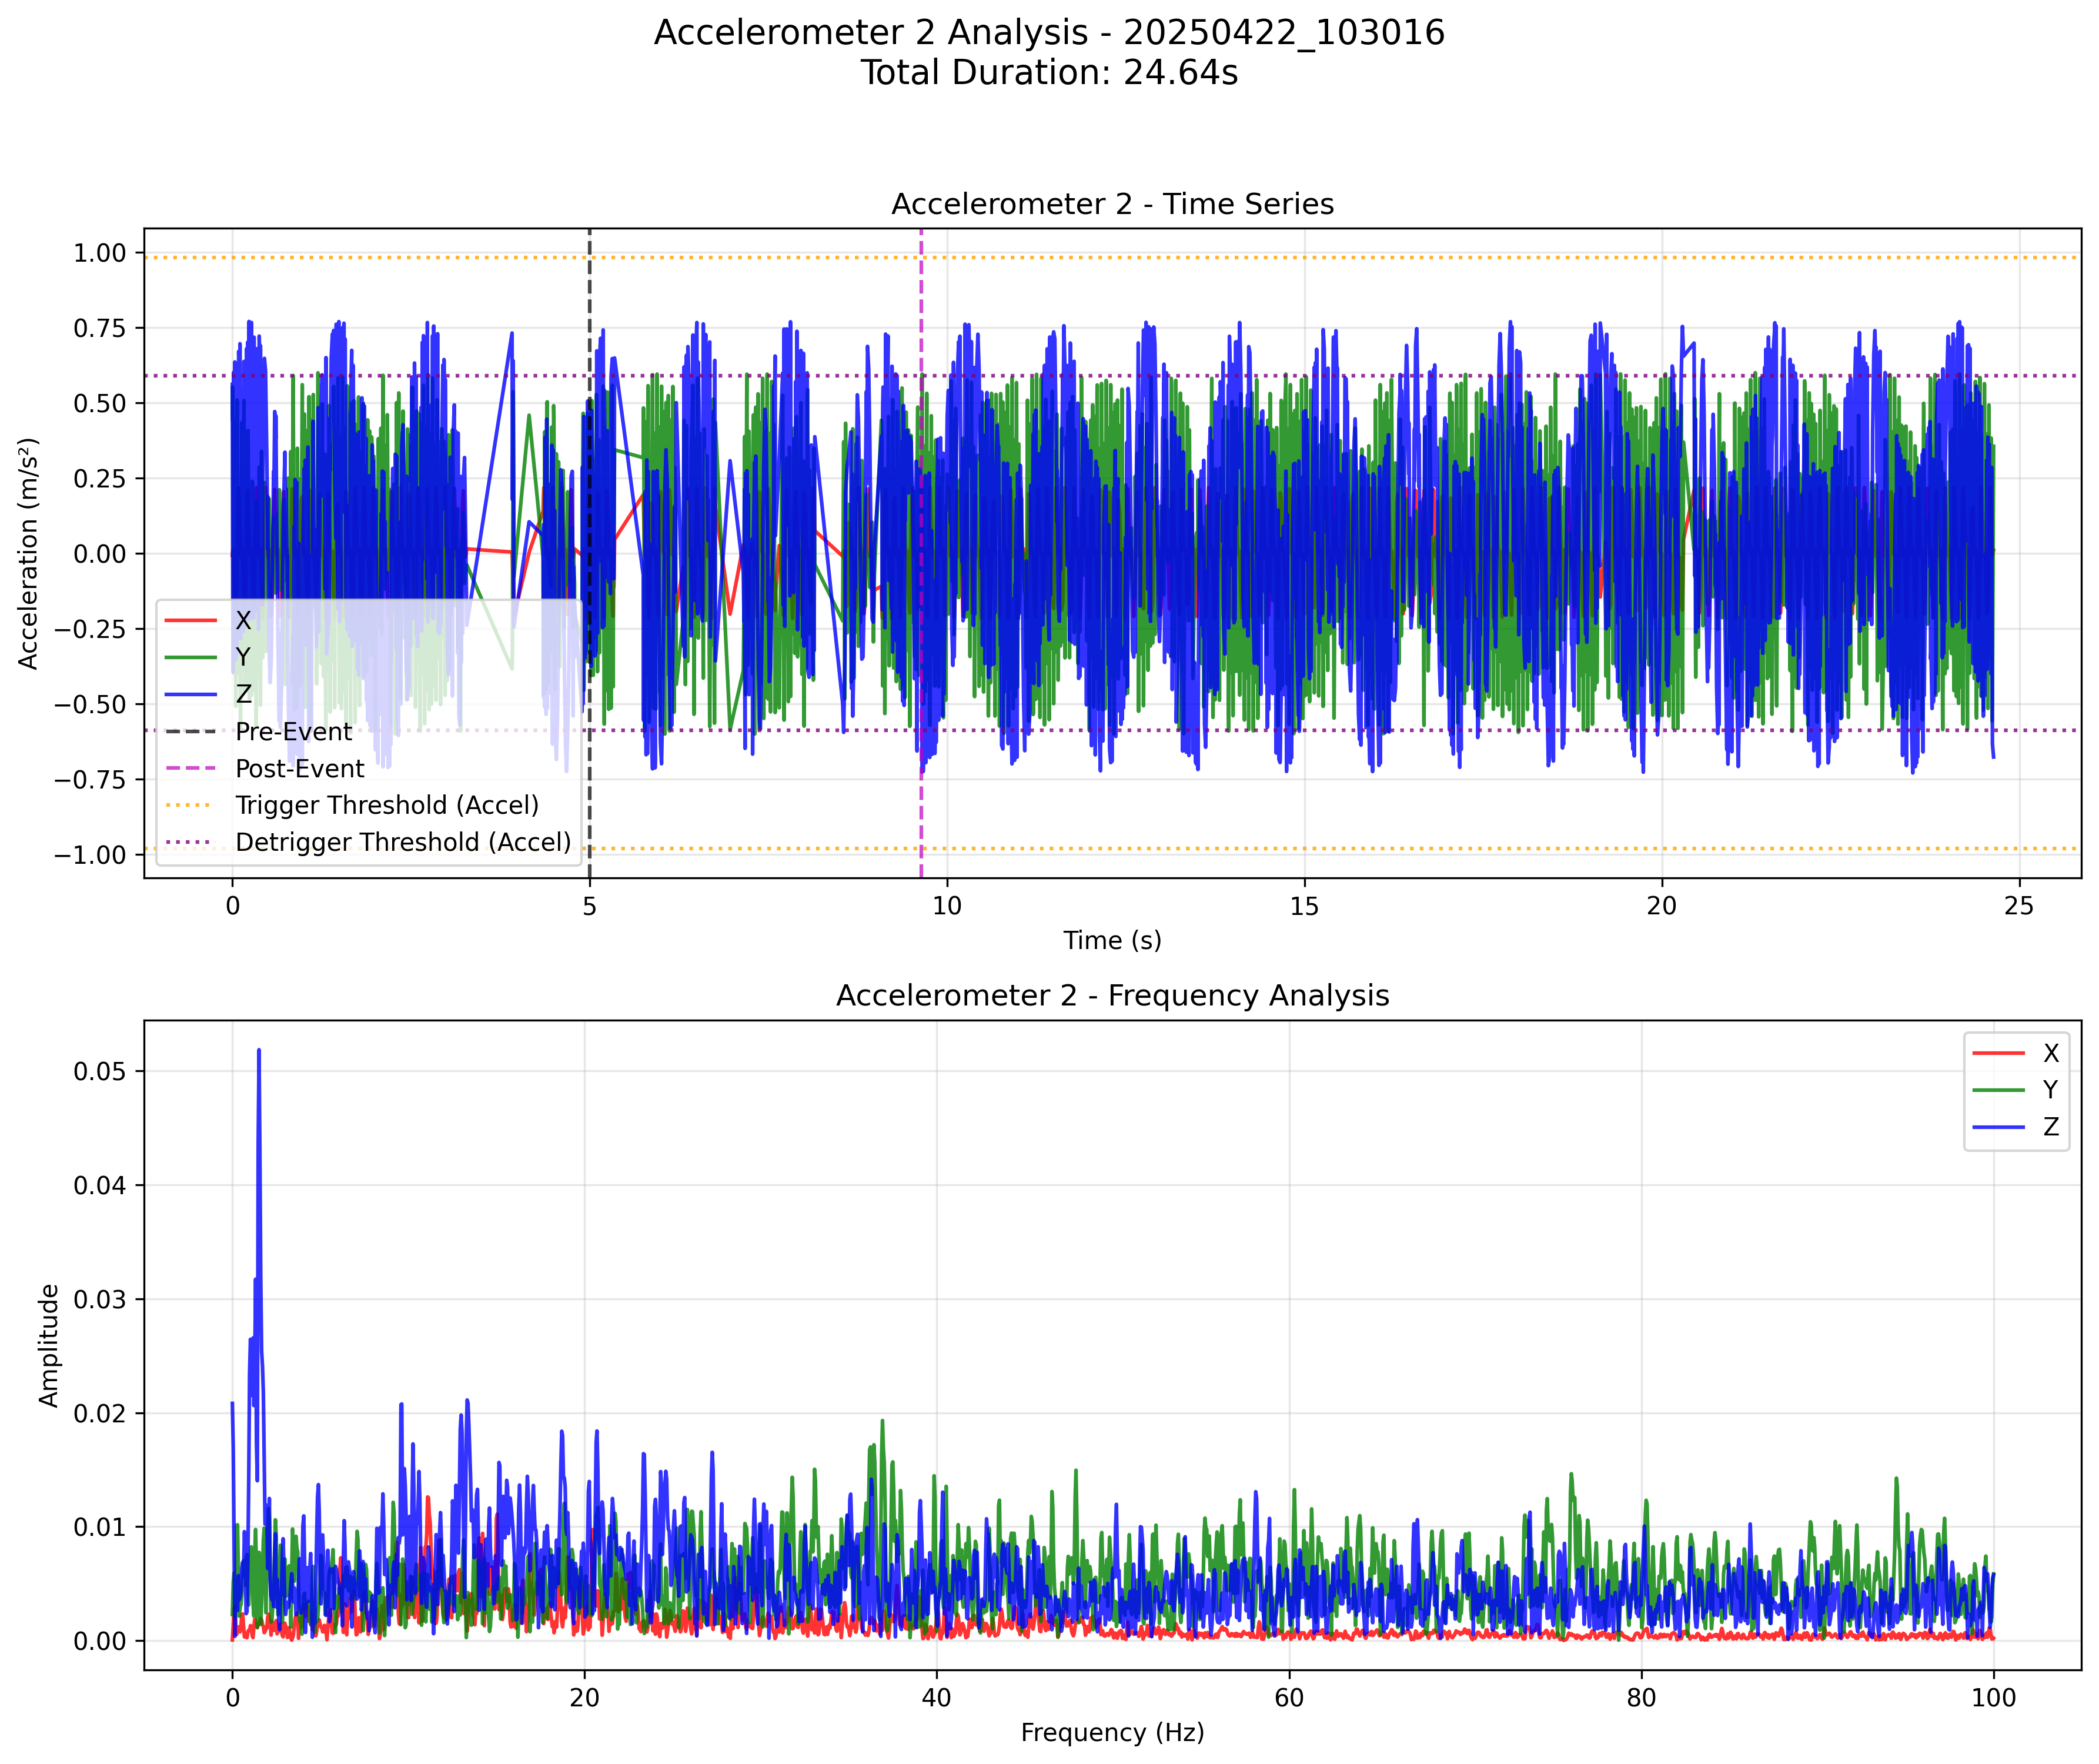 Accelerometer 2 Analysis - 20250422_103016
Total Duration: 24.64s
Accelerometer 2 - Time Series
Acceleration (m/s²)
1.00
0.75
0.50
0.25
0.00
−0.25
−0.50
−0.75
−1.00
X
Y
Z
Pre-Event
Post-Event
Trigger Threshold (Accel)
Detrigger Threshold (Accel)
0 5 10 15 20 25
Time (s)
Accelerometer 2 - Frequency Analysis
Amplitude
0.05
0.04
0.03
0.02
0.01
0.00
X
Y
Z
0 20 40 60 80 100
Frequency (Hz)